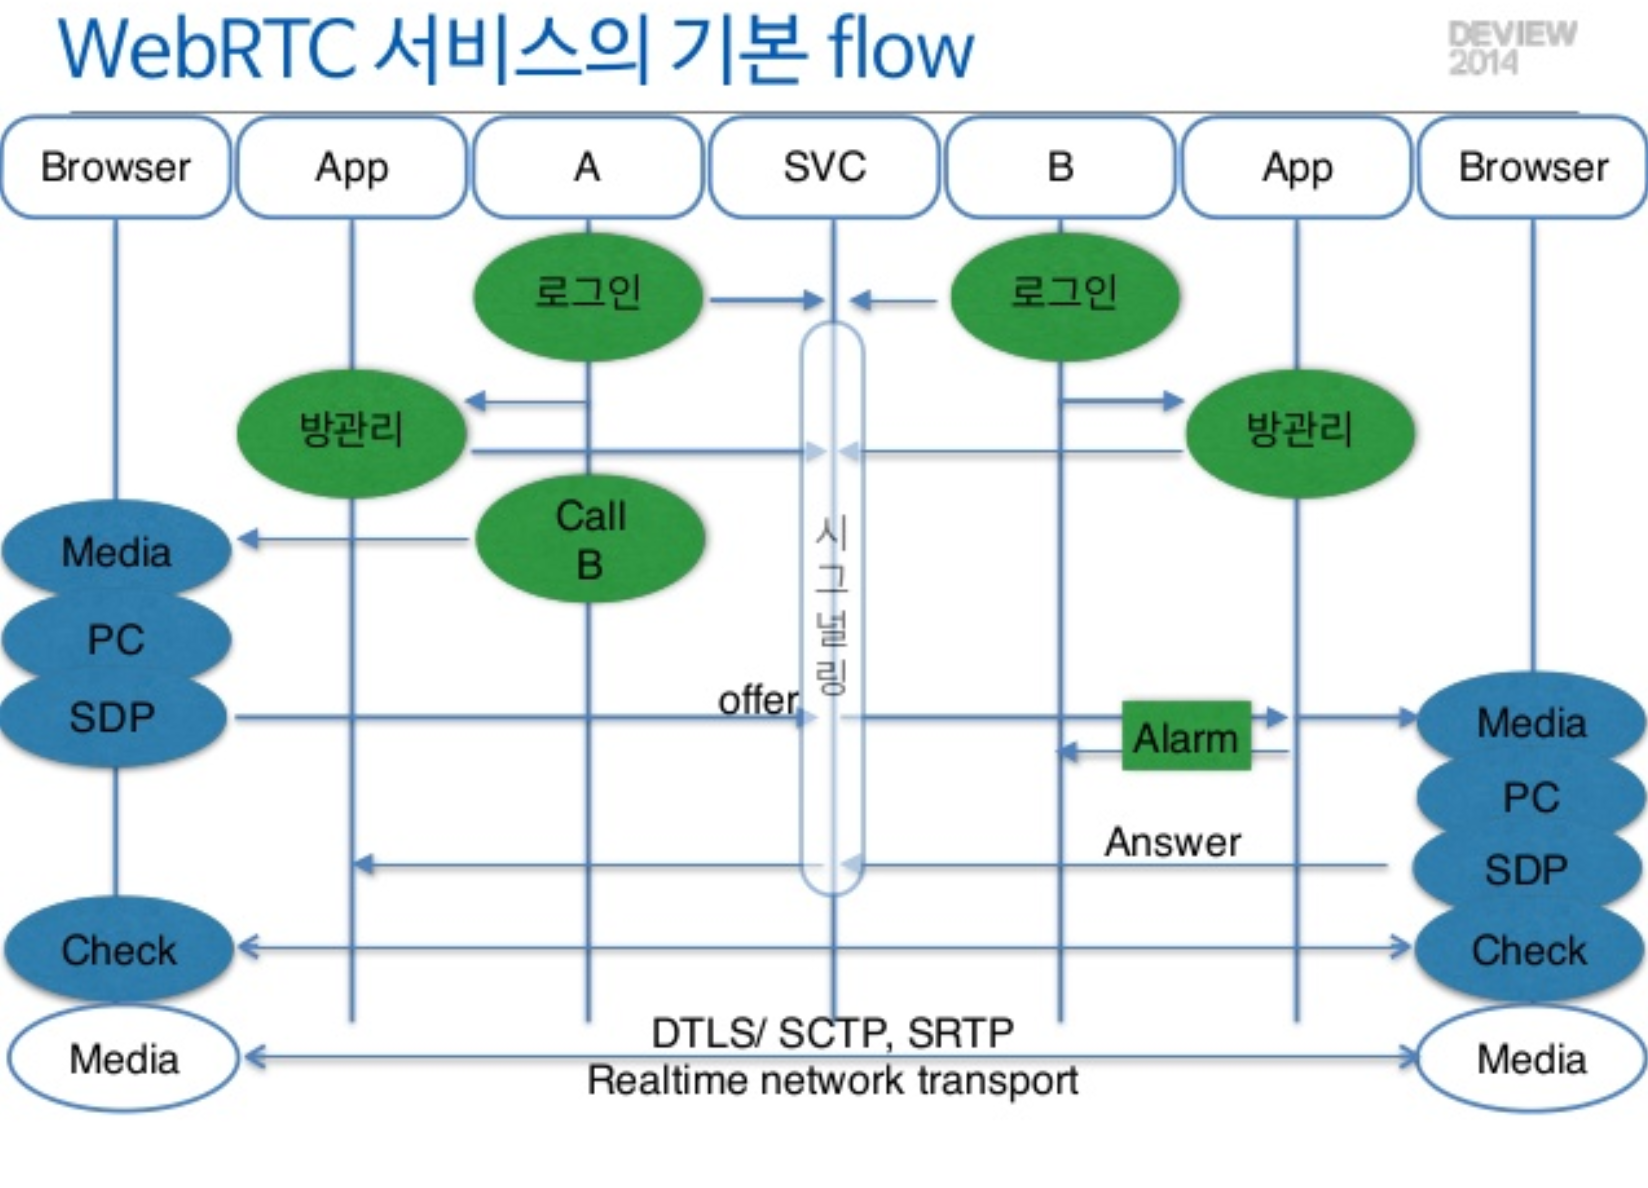 WebRTC 서비스의 기본 flow
DEVIEW
2014
Browser
App
A
SVC
B
App
Browser
로그인
로그인
방관리
방관리
Call
B
Media
PC
SDP
시
그
널
링
offer
Alarm
Media
PC
SDP
Answer
Check
Check
DTLS/ SCTP, SRTP
Media
Media
Realtime network transport